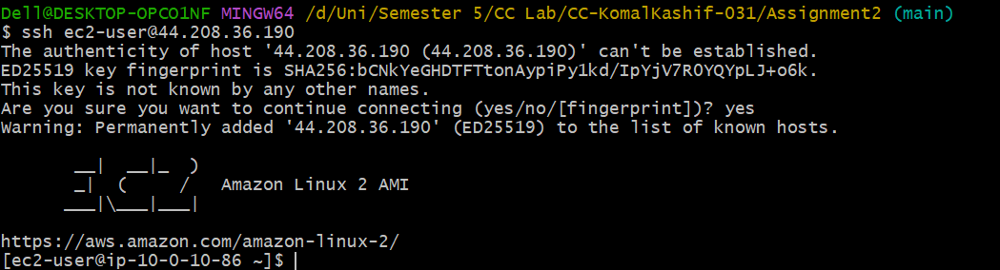 Dell@DESKTOP-OPCO1NF MINGW64 /d/Uni/Semester 5/CC Lab/CC-KomalKashif-031/Assignment2 (main)
$ ssh ec2-user@44.208.36.190
The authenticity of host '44.208.36.190 (44.208.36.190)' can't be established.
ED25519 key fingerprint is SHA256:bCNkYeGHDTFTtonAypiPy1kd/IpYjV7R0YQYpLJ+o6k.
This key is not known by any other names.
Are you sure you want to continue connecting (yes/no/[fingerprint])? yes
Warning: Permanently added '44.208.36.190' (ED25519) to the list of known hosts.
       __|  __|_  )
       _|  (     /   Amazon Linux 2 AMI
      ___|\___|___|
https://aws.amazon.com/amazon-linux-2/
[ec2-user@ip-10-0-10-86 ~]$